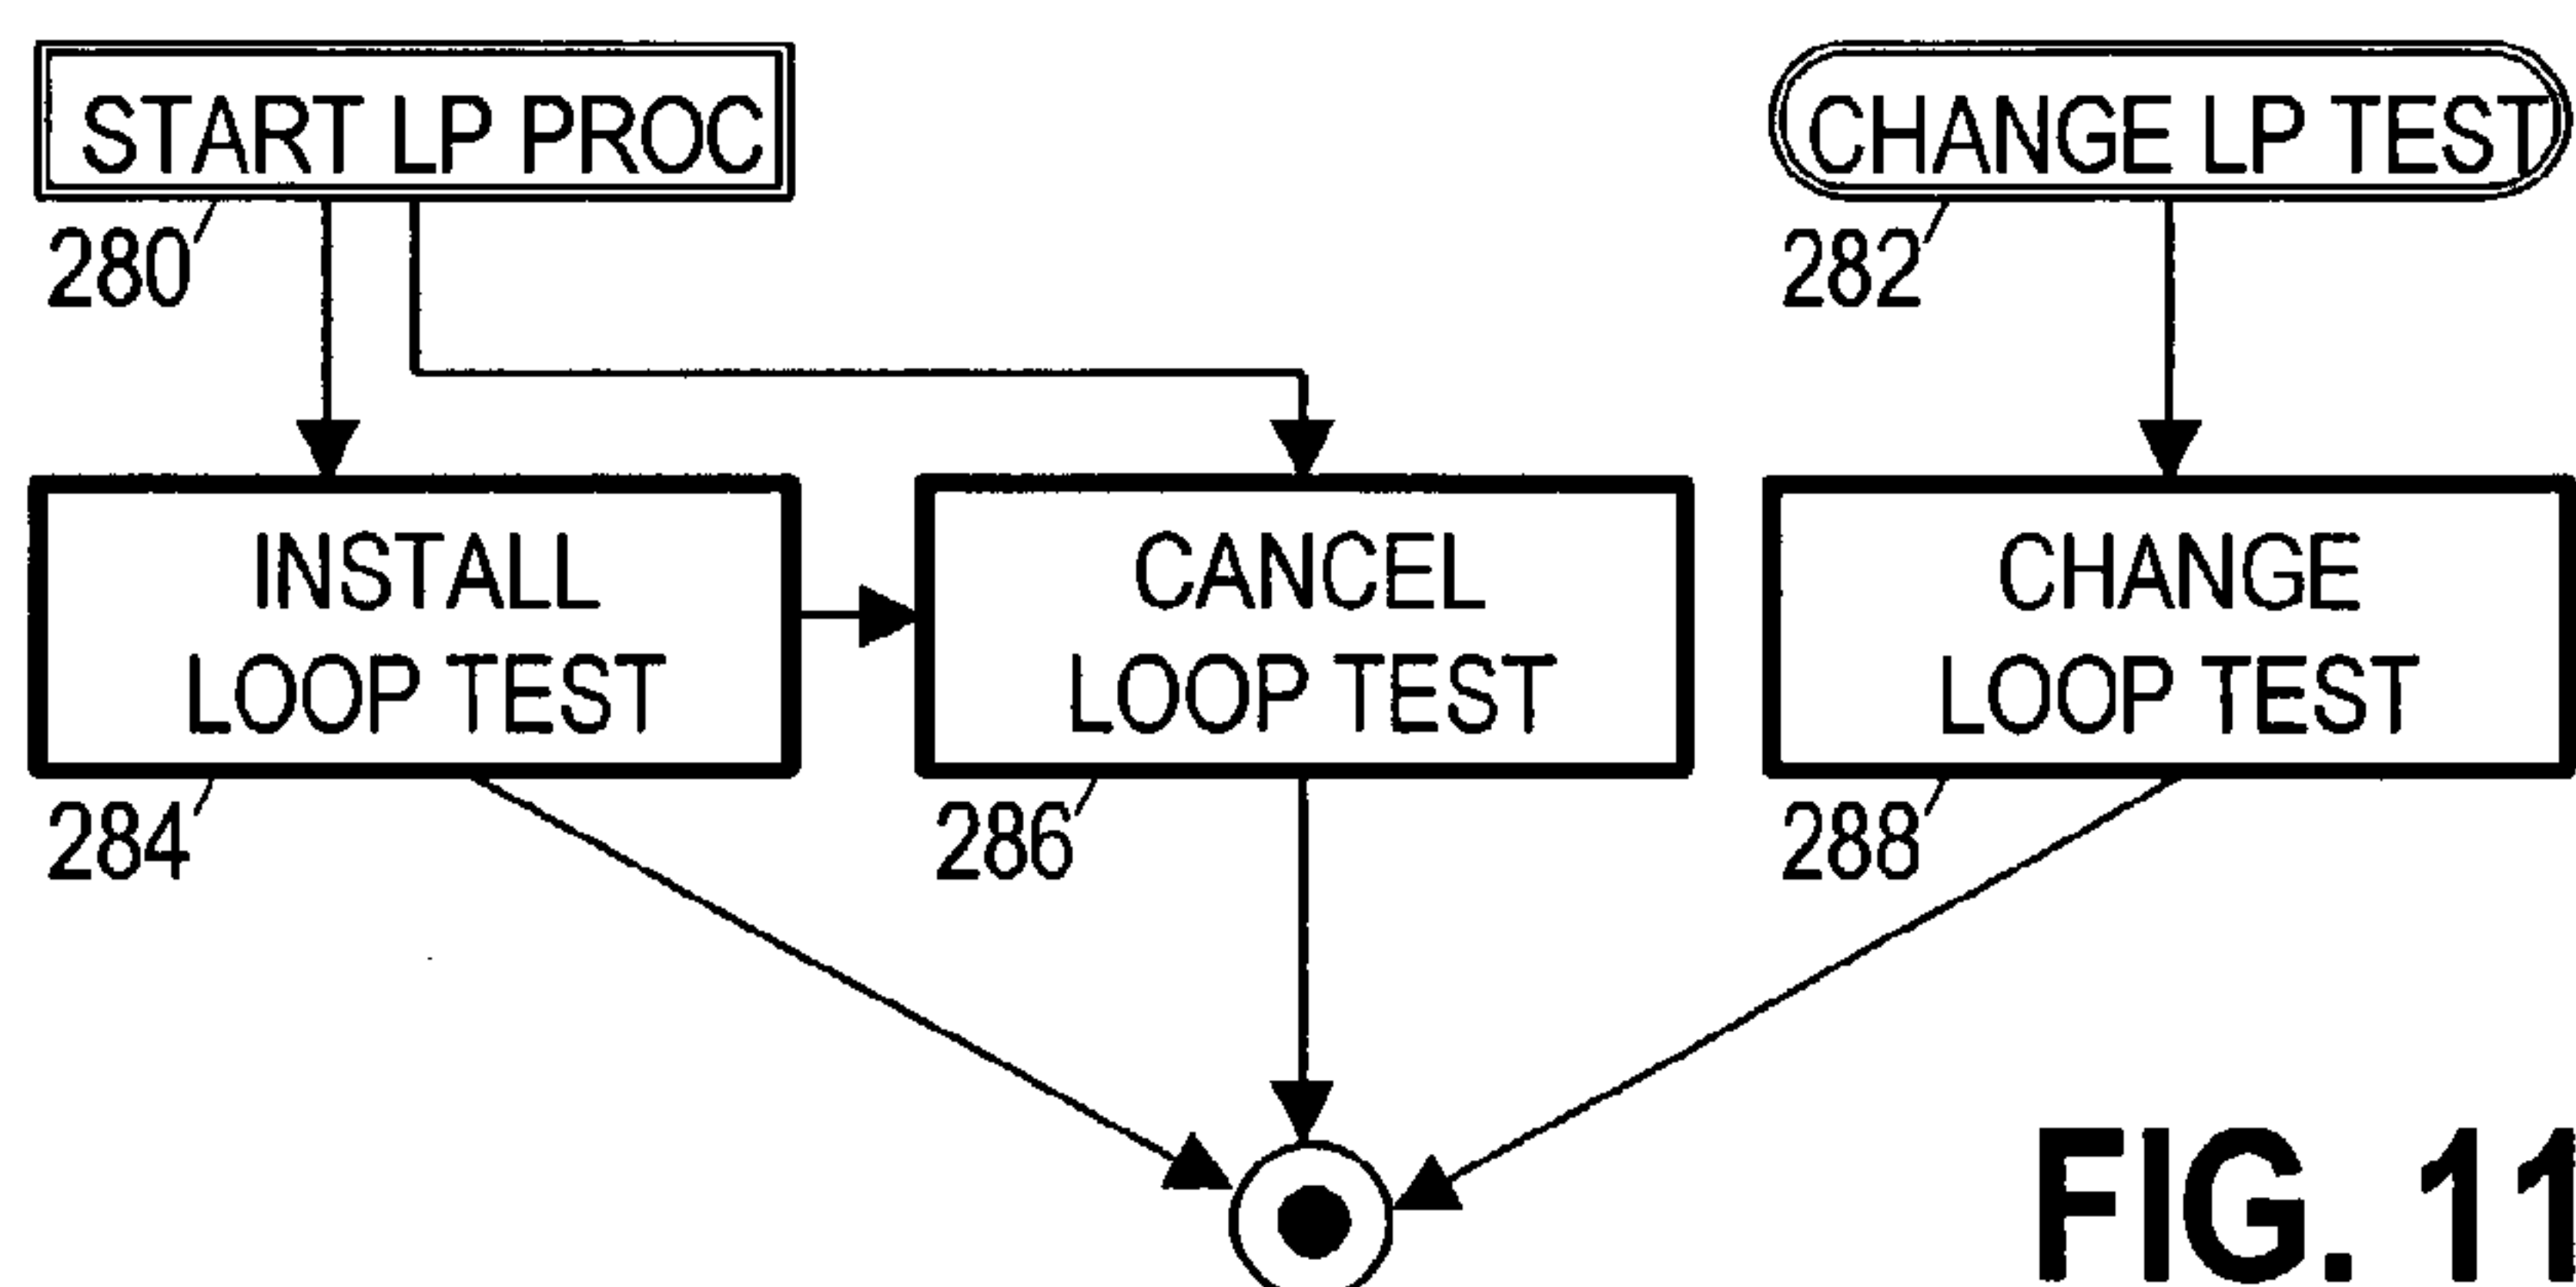 START LP PROC
CHANGE LP TEST
280
282
INSTALL
LOOP TEST
CANCEL
LOOP TEST
CHANGE
LOOP TEST
284
286
288
FIG. 11